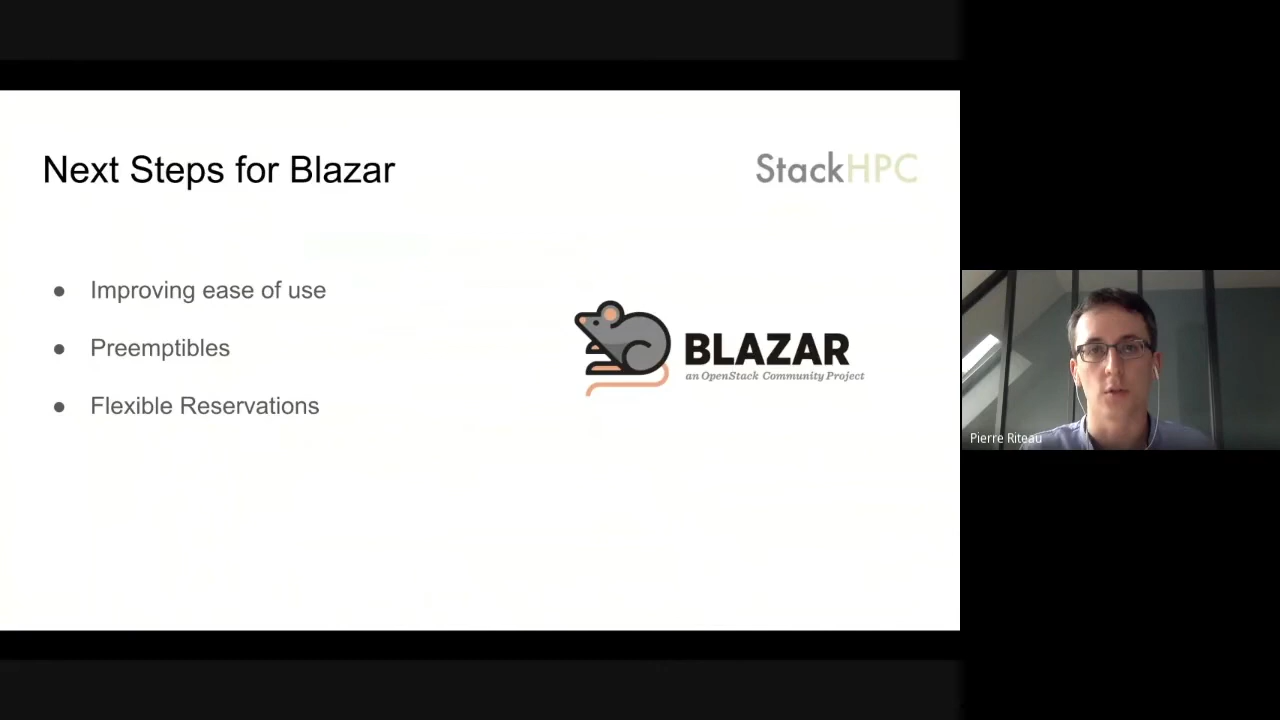 Next Steps for Blazar
StackHPC
● Improving ease of use
● Preemptibles
● Flexible Reservations
BLAZAR
an OpenStack Community Project
Pierre Riteau